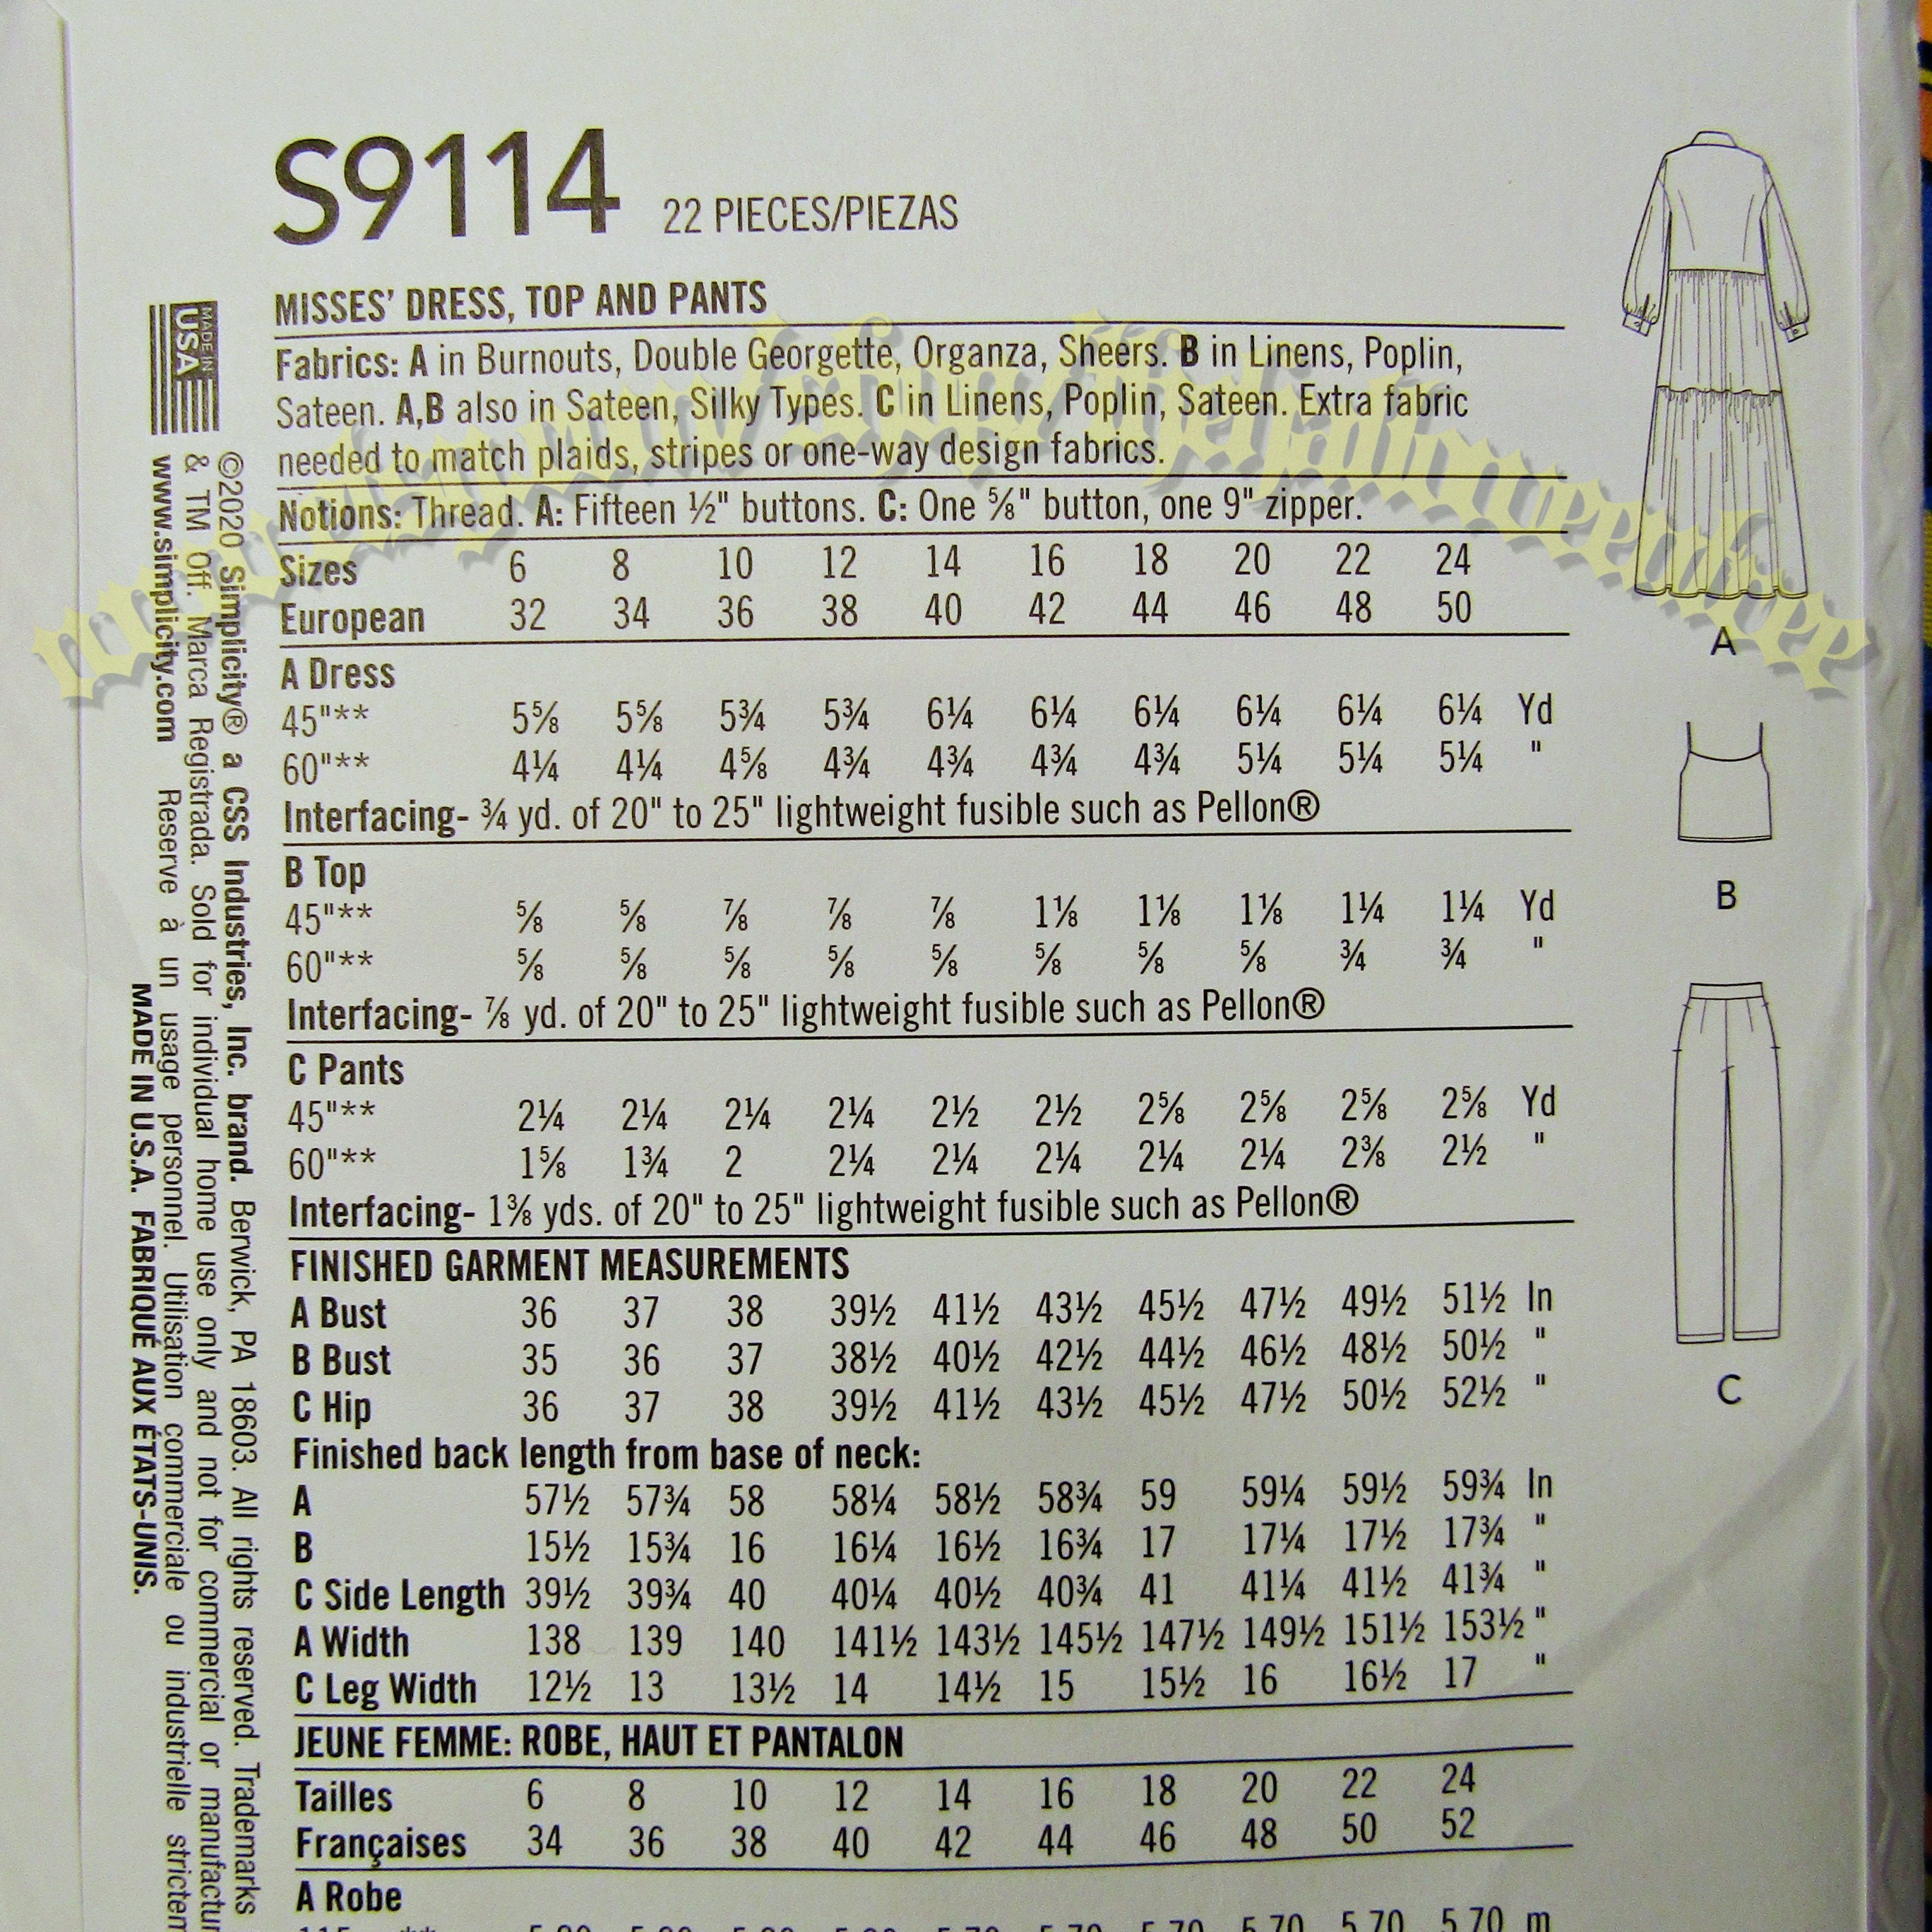 S9114 22 PIECES/PIEZAS
MISSES' DRESS, TOP AND PANTS
Fabrics: A in Burnouts, Double Georgette, Organza, Sheers. B in Linens, Poplin,
Sateen. A,B also in Sateen, Silky Types. C in Linens, Poplin, Sateen. Extra fabric
needed to match plaids, stripes or one-way design fabrics.
Notions: Thread. A: Fifteen ½" buttons. C: One ⅝" button, one 9" zipper.
Sizes 6 8 10 12 14 16 18 20 22 24
European 32 34 36 38 40 42 44 46 48 50
A Dress
45"** 5⅝ 5⅝ 5¾ 5¾ 6¼ 6¼ 6¼ 6¼ 6¼ 6¼ Yd
60"** 4¼ 4¼ 4⅝ 4¾ 4¾ 4¾ 4¾ 5¼ 5¼ 5¼ "
Interfacing- ¾ yd. of 20" to 25" lightweight fusible such as Pellon®
B Top
45"** ⅝ ⅝ ⅞ ⅞ ⅞ 1⅛ 1⅛ 1⅛ 1¼ 1¼ Yd
60"** ⅝ ⅝ ⅝ ⅝ ⅝ ⅝ ⅝ ⅝ ¾ ¾ "
Interfacing- ⅞ yd. of 20" to 25" lightweight fusible such as Pellon®
C Pants
45"** 2¼ 2¼ 2¼ 2¼ 2½ 2½ 2⅝ 2⅝ 2⅝ 2⅝ Yd
60"** 1⅝ 1¾ 2 2¼ 2¼ 2¼ 2¼ 2¼ 2⅜ 2½ "
Interfacing- 1⅜ yds. of 20" to 25" lightweight fusible such as Pellon®
FINISHED GARMENT MEASUREMENTS
A Bust 36 37 38 39½ 41½ 43½ 45½ 47½ 49½ 51½ In
B Bust 35 36 37 38½ 40½ 42½ 44½ 46½ 48½ 50½ "
C Hip 36 37 38 39½ 41½ 43½ 45½ 47½ 50½ 52½ "
Finished back length from base of neck:
A 57½ 57¾ 58 58¼ 58½ 58¾ 59 59¼ 59½ 59¾ In
B 15½ 15¾ 16 16¼ 16½ 16¾ 17 17¼ 17½ 17¾ "
C Side Length 39½ 39¾ 40 40¼ 40½ 40¾ 41 41¼ 41½ 41¾ "
A Width 138 139 140 141½ 143½ 145½ 147½ 149½ 151½ 153½ "
C Leg Width 12½ 13 13½ 14 14½ 15 15½ 16 16½ 17 "
JEUNE FEMME: ROBE, HAUT ET PANTALON
Tailles 6 8 10 12 14 16 18 20 22 24
Françaises 34 36 38 40 42 44 46 48 50 52
A Robe
5.70 5.70 5.70 5.70 5.70 5.70 m
A
B
C
MADE IN
USA
©2020 Simplicity® a CSS Industries, Inc. brand. Berwick, PA 18603. All rights reserved. Trademarks
& TM Off. Marca Registrada. Sold for individual home use only and not for commercial or manufactur
www.simplicity.com Reserve à un usage personnel. Utilisation commerciale ou industrielle strictem
MADE IN U.S.A. FABRIQUÉ AUX ÉTATS-UNIS.